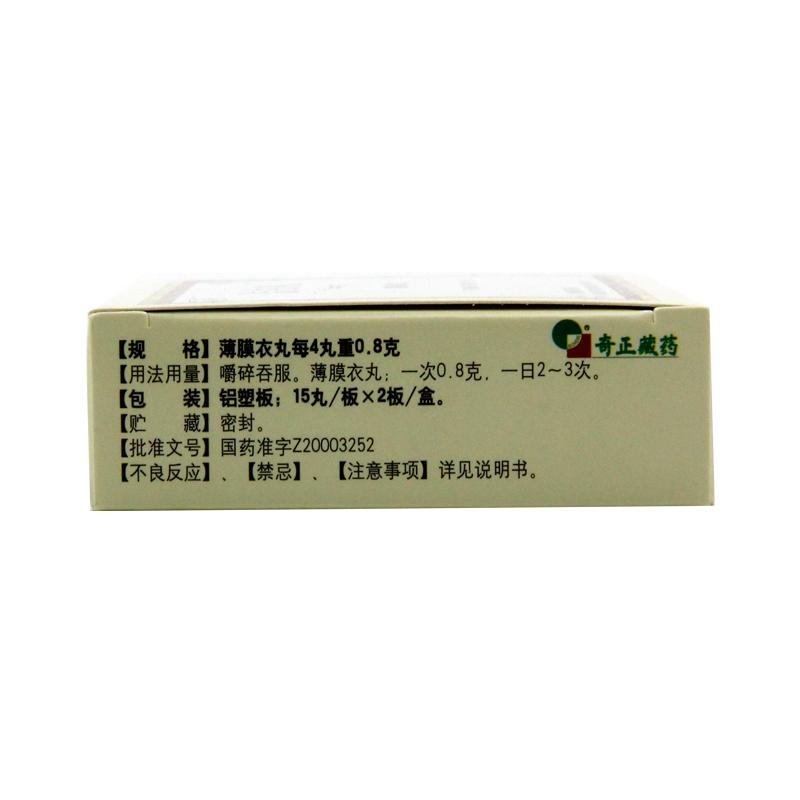 奇正藏药
【规 格】薄膜衣丸每4丸重0.8克
【用法用量】嚼碎吞服。薄膜衣丸：一次0.8克，一日2～3次。
【包 装】铝塑板；15丸/板×2板/盒。
【贮 藏】密封。
【批准文号】国药准字Z20003252
【不良反应】、【禁忌】、【注意事项】详见说明书。